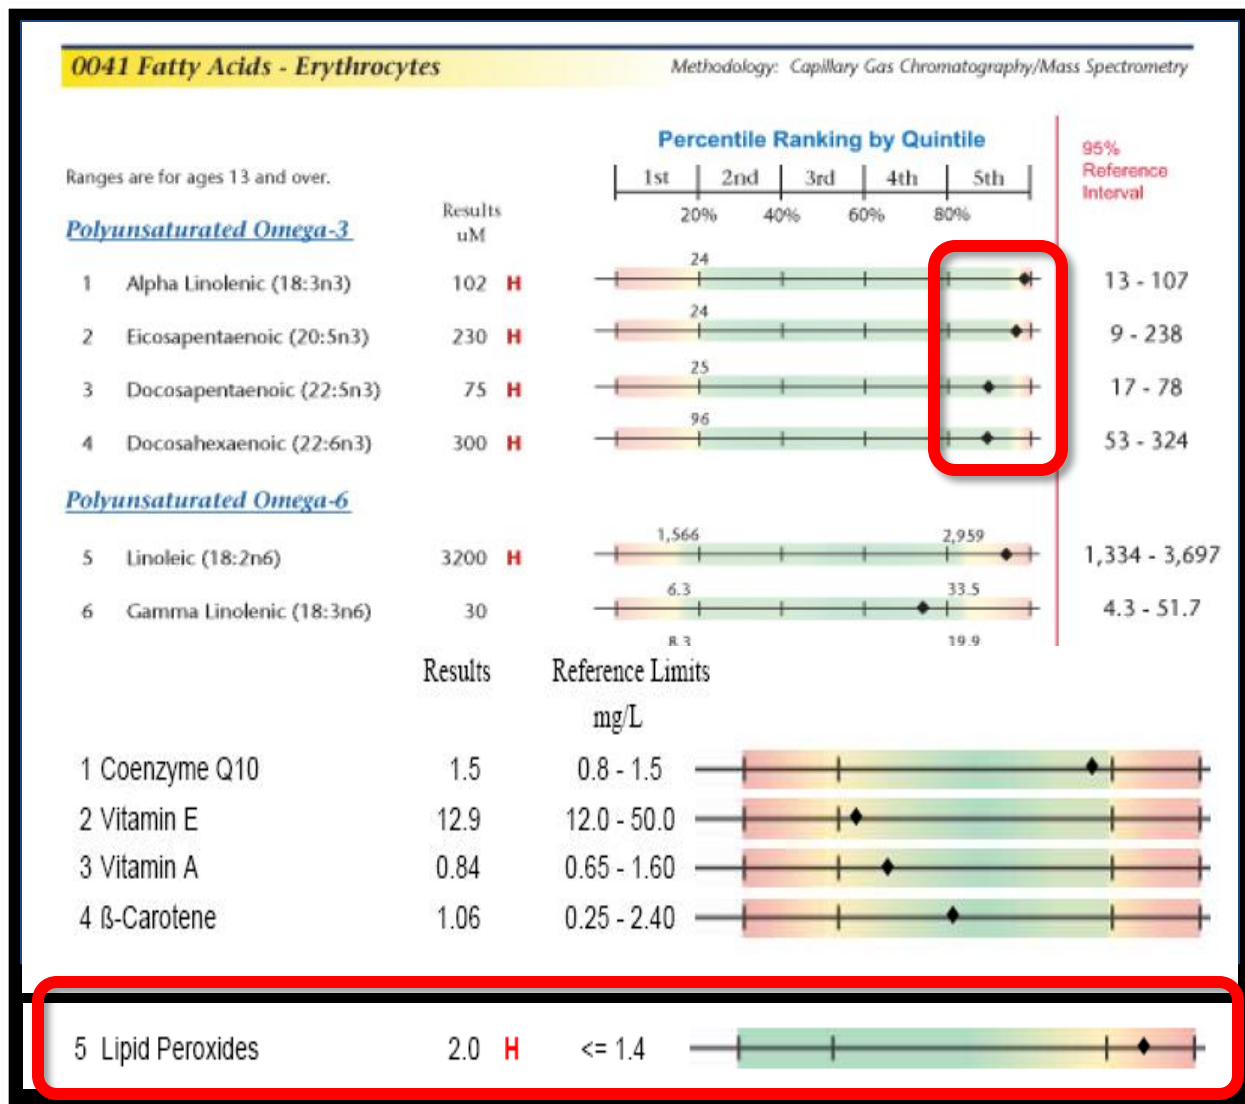 0041 Fatty Acids - Erythrocytes Methodology: Capillary Gas Chromatography/Mass Spectrometry
Percentile Ranking by Quintile 95% Reference Interval
Ranges are for ages 13 and over. 1st 2nd 3rd 4th 5th
20% 40% 60% 80%
Polyunsaturated Omega-3 Results uM
24
1 Alpha Linolenic (18:3n3) 102 H 13 - 107
24
2 Eicosapentaenoic (20:5n3) 230 H 9 - 238
25
3 Docosapentaenoic (22:5n3) 75 H 17 - 78
96
4 Docosahexaenoic (22:6n3) 300 H 53 - 324
Polyunsaturated Omega-6
1,566 2,959
5 Linoleic (18:2n6) 3200 H 1,334 - 3,697
6.3 33.5
6 Gamma Linolenic (18:3n6) 30 4.3 - 51.7
8.3 19.9
Results Reference Limits
mg/L
1 Coenzyme Q10 1.5 0.8 - 1.5
2 Vitamin E 12.9 12.0 - 50.0
3 Vitamin A 0.84 0.65 - 1.60
4 ß-Carotene 1.06 0.25 - 2.40
5 Lipid Peroxides 2.0 H <= 1.4